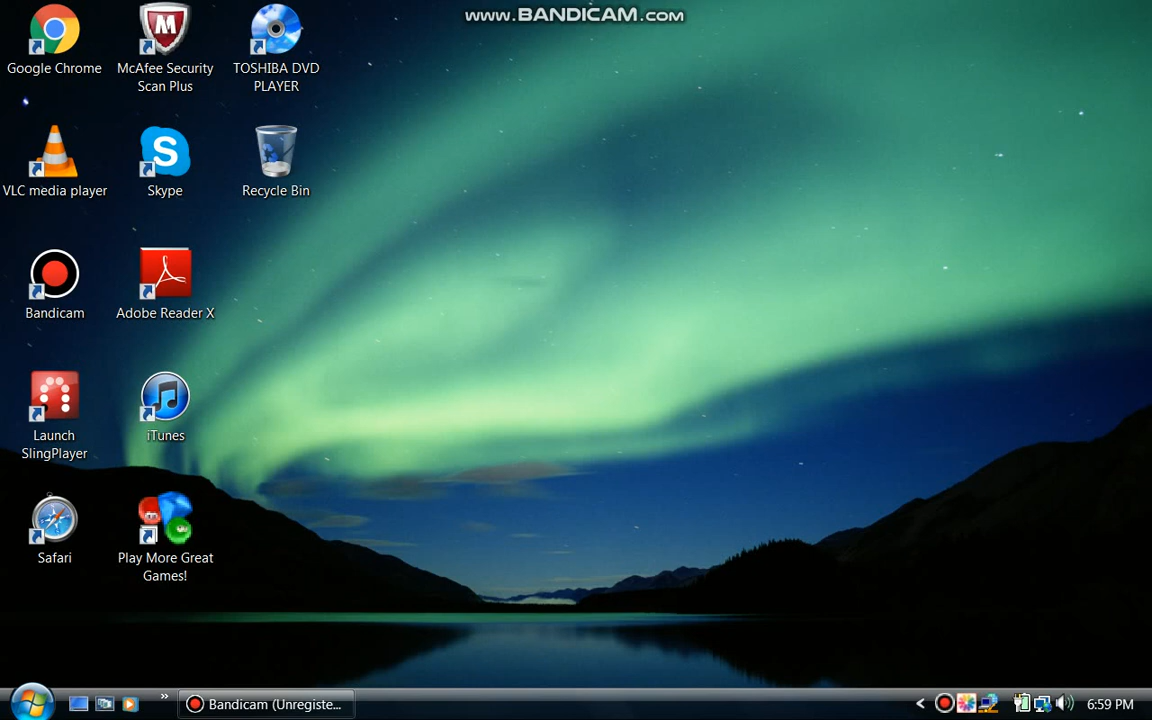 www.BANDICAM.com
Google Chrome
McAfee Security
Scan Plus
TOSHIBA DVD
PLAYER
VLC media player
Skype
Recycle Bin
Bandicam
Adobe Reader X
Launch
SlingPlayer
iTunes
Safari
Play More Great
Games!
Bandicam (Unregiste...
6:59 PM